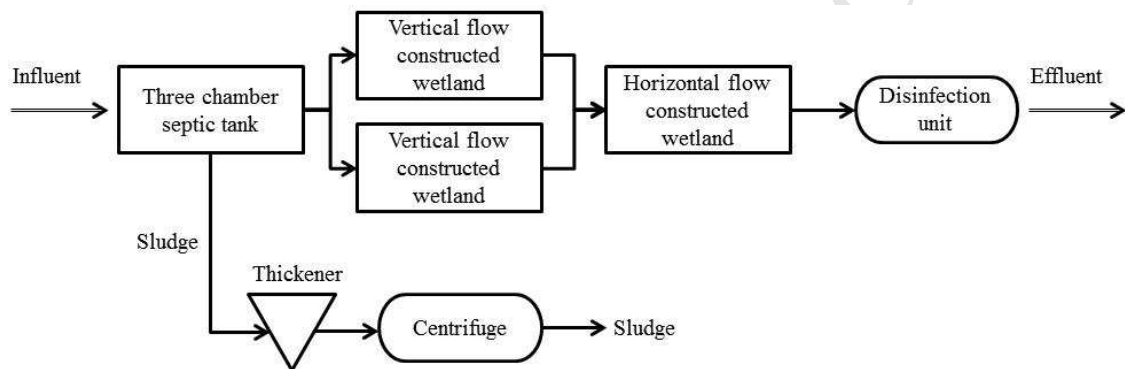 Influent
Three chamber
septic tank
Vertical flow
constructed
wetland
Vertical flow
constructed
wetland
Horizontal flow
constructed
wetland
Disinfection
unit
Effluent
Sludge
Thickener
Centrifuge
Sludge